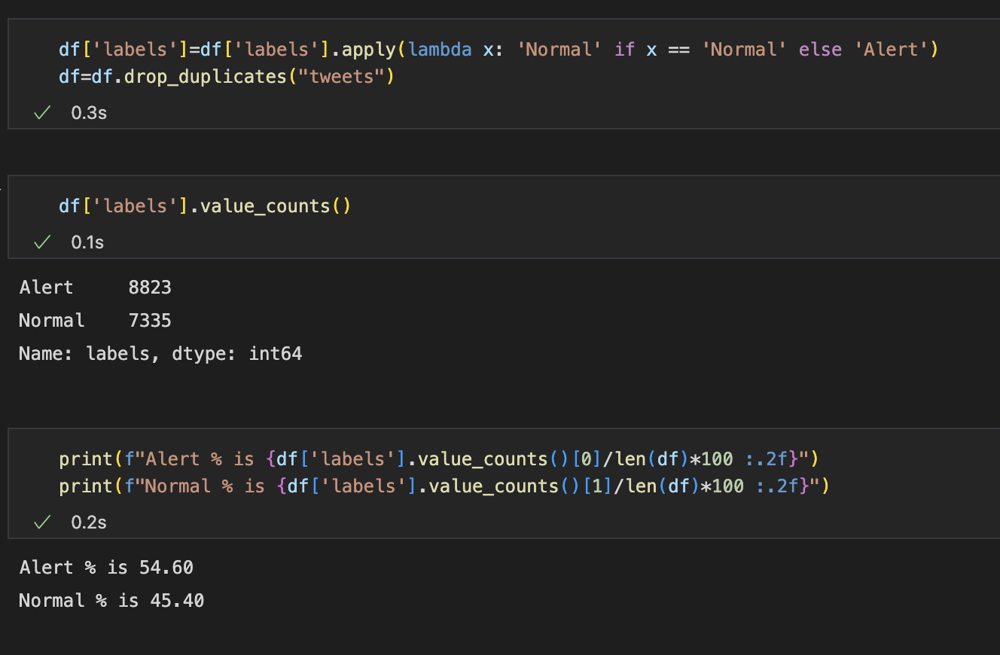 df['labels']=df['labels'].apply(lambda x: 'Normal' if x == 'Normal' else 'Alert')
df=df.drop_duplicates("tweets")
0.3s
df['labels'].value_counts()
0.1s
Alert     8823
Normal    7335
Name: labels, dtype: int64
print(f"Alert % is {df['labels'].value_counts()[0]/len(df)*100 :.2f}")
print(f"Normal % is {df['labels'].value_counts()[1]/len(df)*100 :.2f}")
0.2s
Alert % is 54.60
Normal % is 45.40